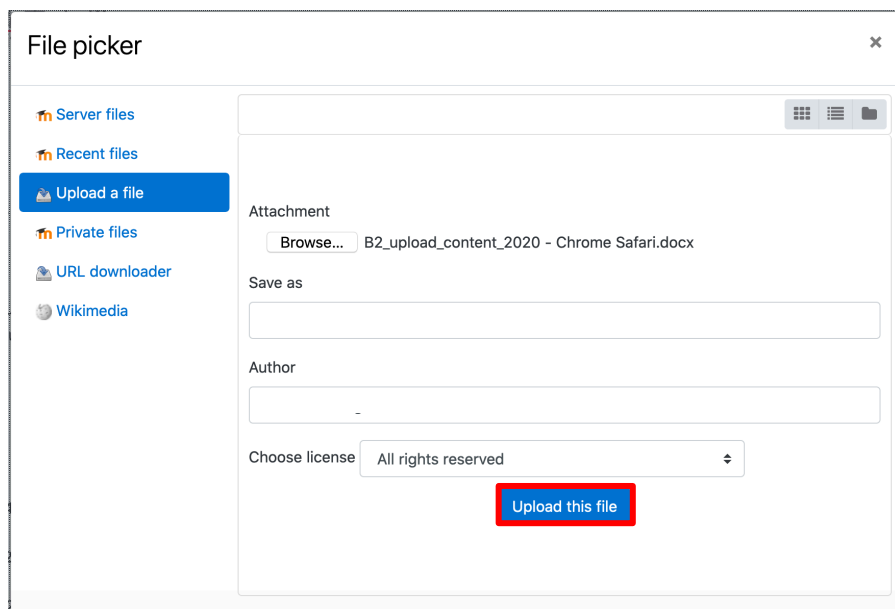 File picker
×
Server files
Recent files
Upload a file
Private files
URL downloader
Wikimedia
Attachment
Browse... B2_upload_content_2020 - Chrome Safari.docx
Save as
Author
-
Choose license All rights reserved
Upload this file